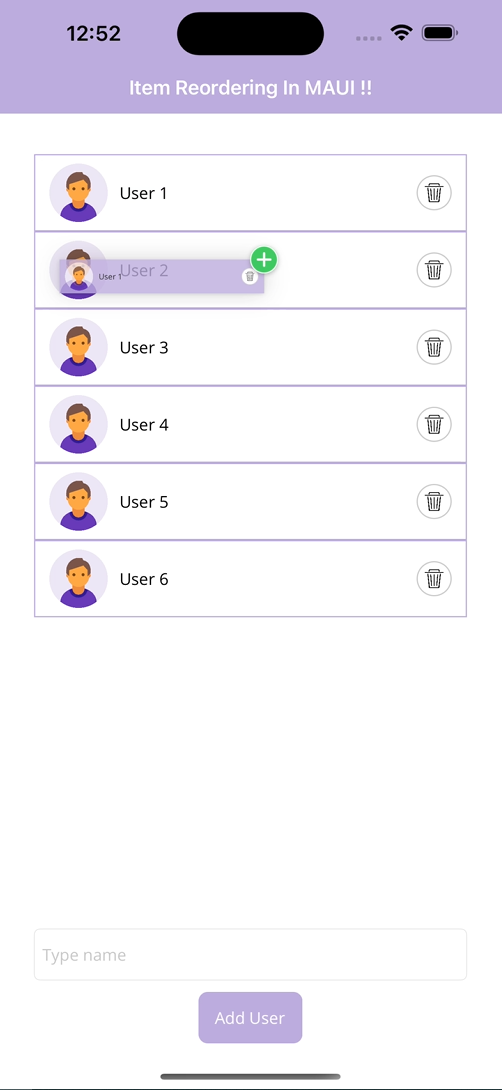 12:52
Item Reordering In MAUI !!
User 1
User 2
User 1
User 3
User 4
User 5
User 6
Type name
Add User